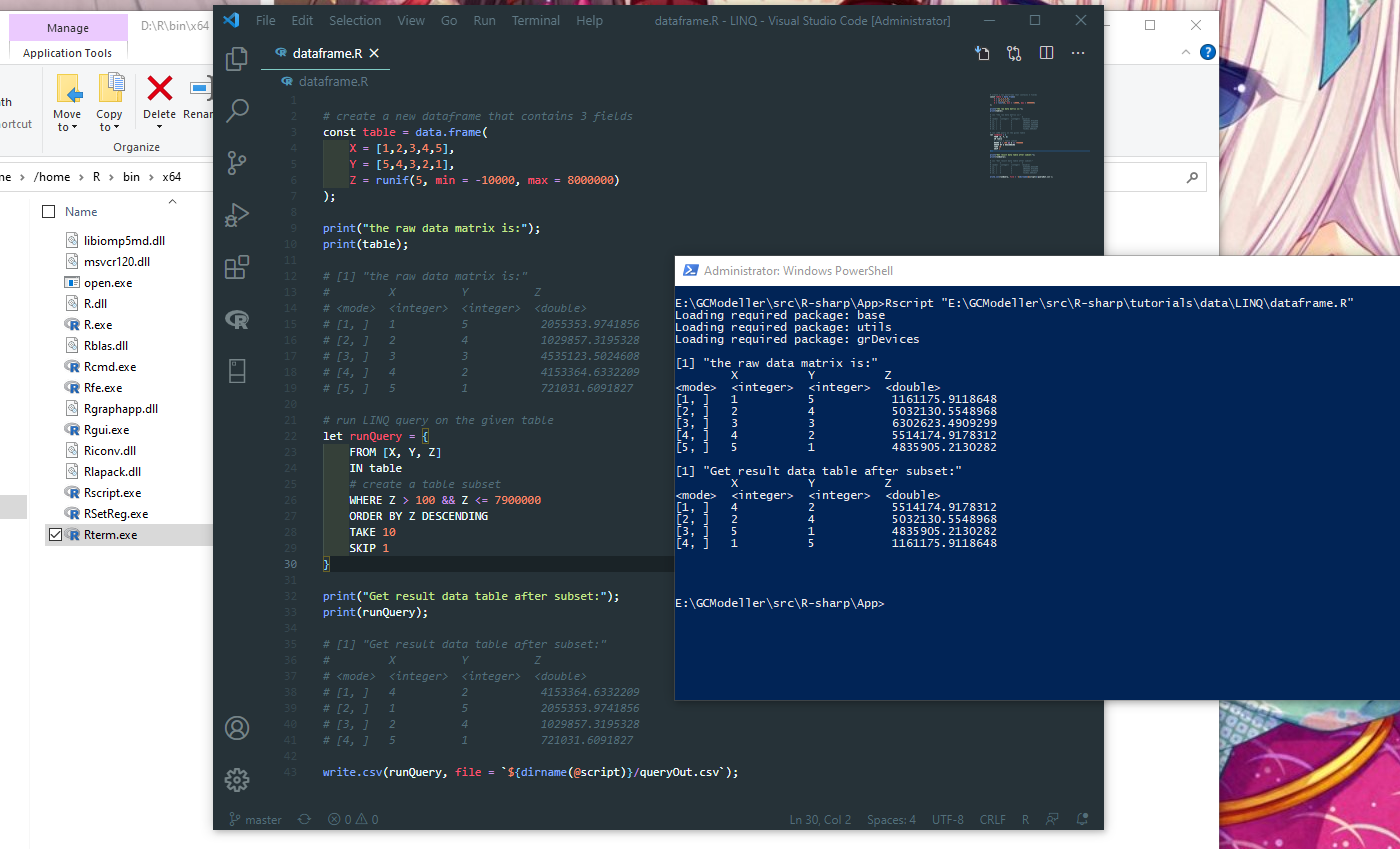 Manage
D:\R\bin\x64
Application Tools
Move to
Copy to
Delete
Renan
Organize
/home > R > bin > x64
Name
libiomp5md.dll
msvcr120.dll
open.exe
R.dll
R.exe
Rblas.dll
Rcmd.exe
Rfe.exe
Rgraphapp.dll
Rgui.exe
Riconv.dll
Rlapack.dll
Rscript.exe
RSetReg.exe
Rterm.exe
File Edit Selection View Go Run Terminal Help
dataframe.R - LINQ - Visual Studio Code [Administrator]
dataframe.R
dataframe.R
1
2 # create a new dataframe that contains 3 fields
3 const table = data.frame(
4 X = [1,2,3,4,5],
5 Y = [5,4,3,2,1],
6 Z = runif(5, min = -10000, max = 8000000)
7 );
8
9 print("the raw data matrix is:");
10 print(table);
11
12 # [1] "the raw data matrix is:"
13 # X Y Z
14 # <mode> <integer> <integer> <double>
15 # [1, ] 1 5 2055353.9741856
16 # [2, ] 2 4 1029857.3195328
17 # [3, ] 3 3 4535123.5024608
18 # [4, ] 4 2 4153364.6332209
19 # [5, ] 5 1 721031.6091827
20
21 # run LINQ query on the given table
22 let runQuery = {
23 FROM [X, Y, Z]
24 IN table
25 # create a table subset
26 WHERE Z > 100 && Z <= 7900000
27 ORDER BY Z DESCENDING
28 TAKE 10
29 SKIP 1
30 }
31
32 print("Get result data table after subset:");
33 print(runQuery);
34
35 # [1] "Get result data table after subset:"
36 # X Y Z
37 # <mode> <integer> <integer> <double>
38 # [1, ] 4 2 4153364.6332209
39 # [2, ] 1 5 2055353.9741856
40 # [3, ] 2 4 1029857.3195328
41 # [4, ] 5 1 721031.6091827
42
43 write.csv(runQuery, file = `${dirname(@script)}/queryOut.csv`);
master 0 0
Ln 30, Col 2 Spaces: 4 UTF-8 CRLF R
Administrator: Windows PowerShell
E:\GCModeller\src\R-sharp\App>Rscript "E:\GCModeller\src\R-sharp\tutorials\data\LINQ\dataframe.R"
Loading required package: base
Loading required package: utils
Loading required package: grDevices
[1] "the raw data matrix is:"
X Y Z
<mode> <integer> <integer> <double>
[1, ] 1 5 1161175.9118648
[2, ] 2 4 5032130.5548968
[3, ] 3 3 6302623.4909299
[4, ] 4 2 5514174.9178312
[5, ] 5 1 4835905.2130282
[1] "Get result data table after subset:"
X Y Z
<mode> <integer> <integer> <double>
[1, ] 4 2 5514174.9178312
[2, ] 2 4 5032130.5548968
[3, ] 5 1 4835905.2130282
[4, ] 1 5 1161175.9118648
E:\GCModeller\src\R-sharp\App>